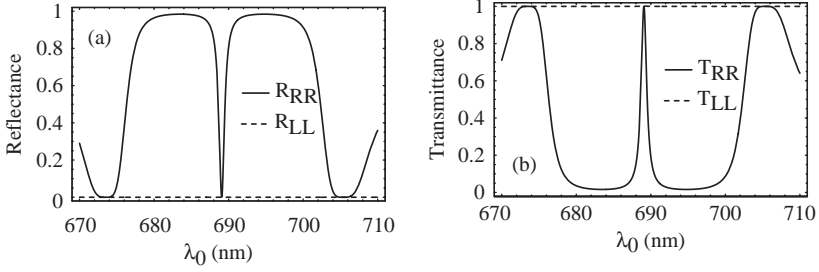 (a)
Reflectance
1
0.8
0.6
0.4
0.2
0
R_RR
R_LL
670 680 690 700 710
λ0 (nm)
(b)
Transmittance
1
0.8
0.6
0.4
0.2
0
T_RR
T_LL
670 680 690 700 710
λ0 (nm)